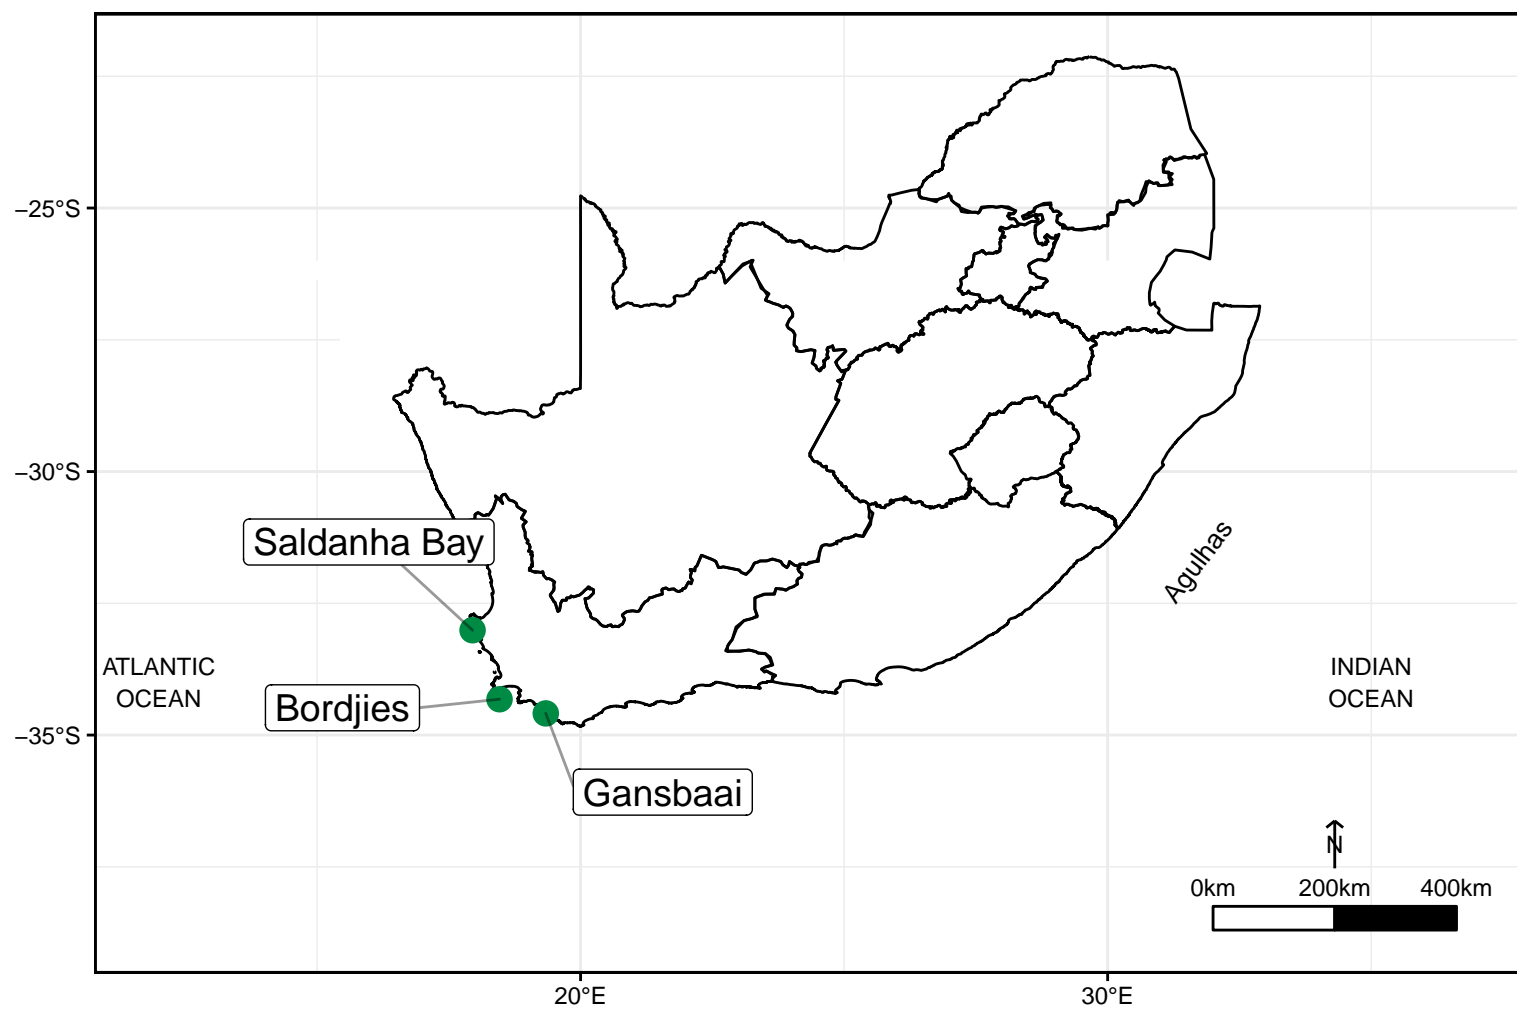 −25°S
−30°S
Saldanha Bay
Agulhas
ATLANTIC
OCEAN
INDIAN
OCEAN
Bordjies
−35°S
Gansbaai
N
0km 200km 400km
20°E 30°E